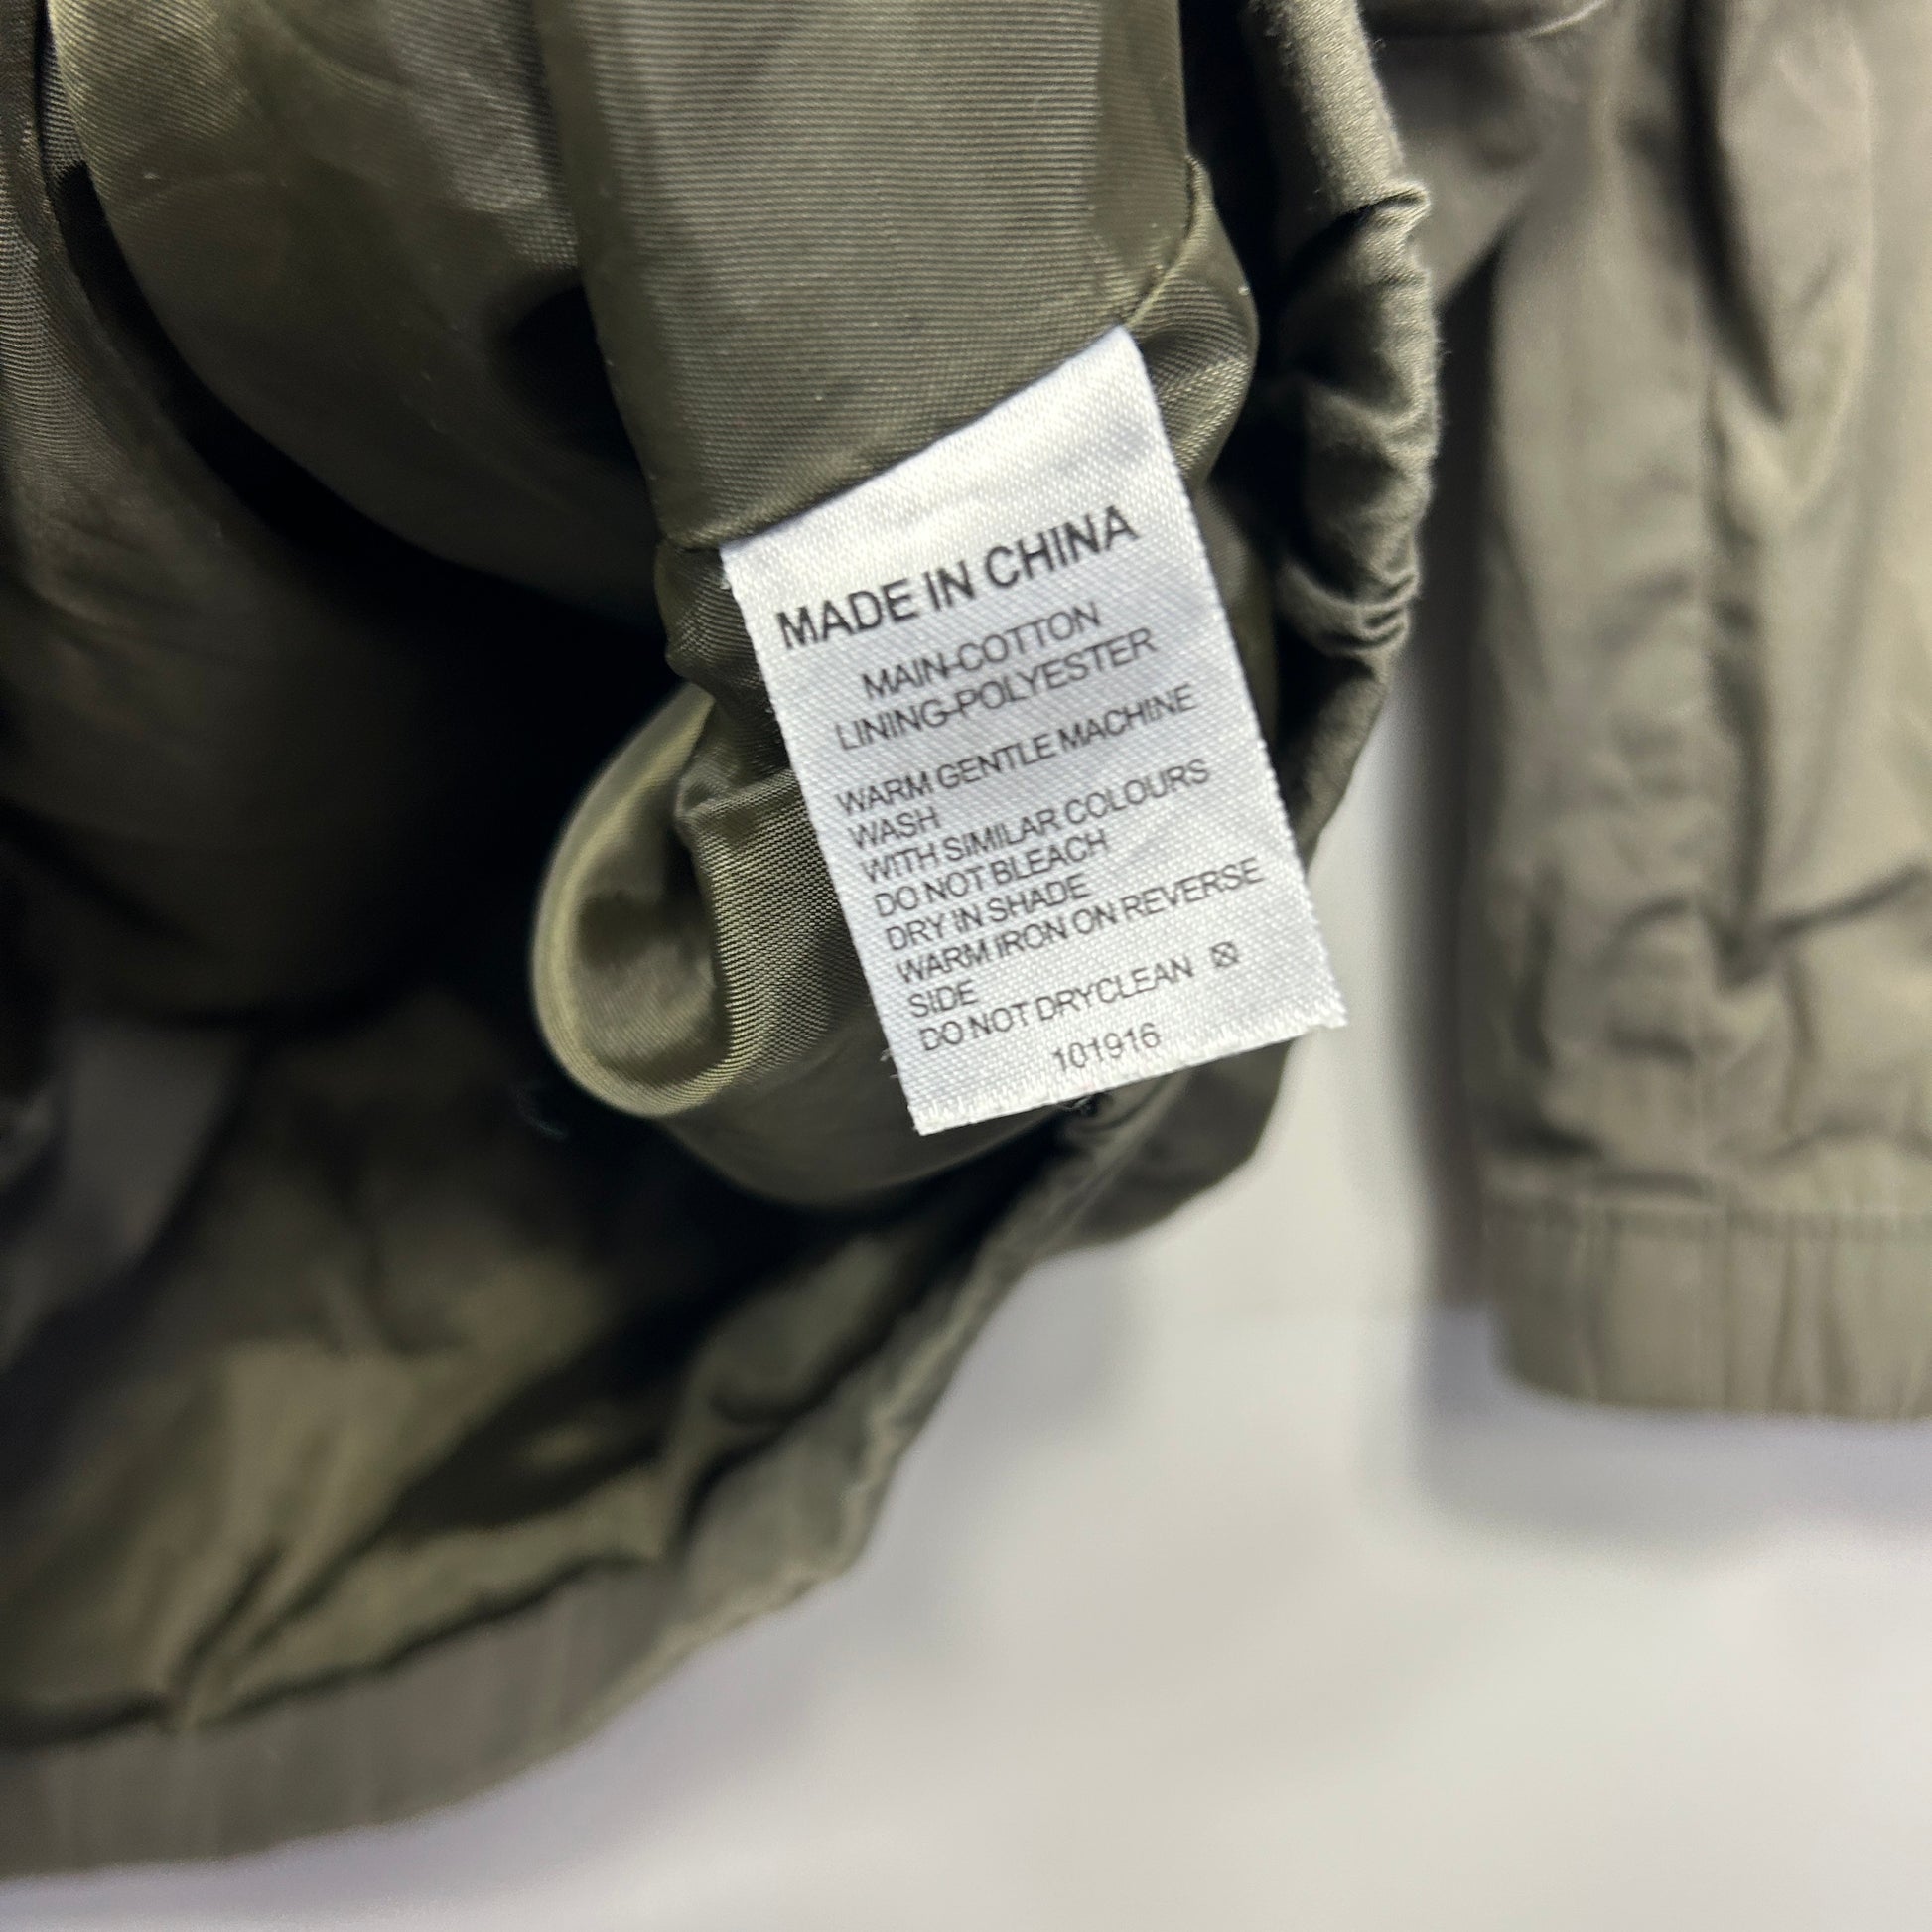 MADE IN CHINA
MAIN-COTTON
LINING-POLYESTER
WARM GENTLE MACHINE
WASH
WITH SIMILAR COLOURS
DO NOT BLEACH
DRY IN SHADE
WARM IRON ON REVERSE
SIDE
DO NOT DRYCLEAN
101916